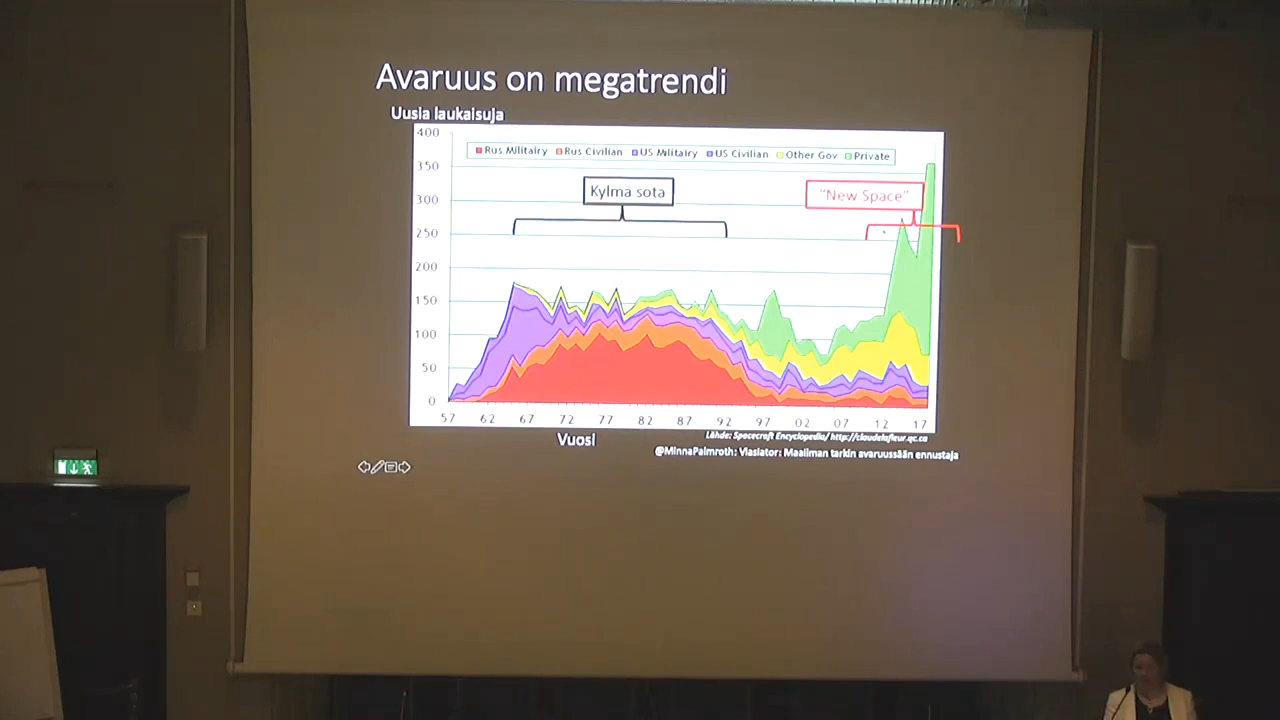 Avaruus on megatrendi
Uusia laukaisuja
400
Rus Militairy Rus Civilian US Militairy US Civilian Other Gov Private
350
Kylmä sota
"New Space"
300
250
200
150
100
50
0
57 62 67 72 77 82 87 92 97 02 07 12 17
Vuosi
Lähde: Spacecraft Encyclopedia/ http://claudelafleur.qc.ca
@MinnaPalmroth: Vlasiator: Maailman tarkin avaruussään ennustaja